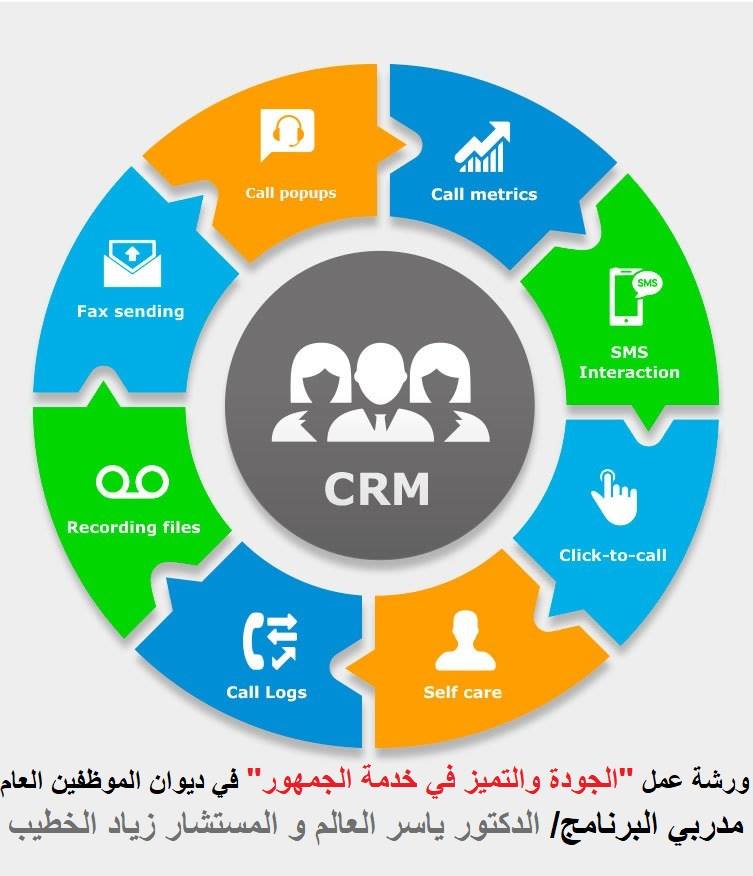 Call popups
Call metrics
SMS
SMS
Interaction
Click-to-call
Self care
Call Logs
Recording files
Fax sending
CRM
ورشة عمل "الجودة والتميز في خدمة الجمهور" في ديوان الموظفين العام
مدربي البرنامج/ الدكتور ياسر العالم و المستشار زياد الخطيب